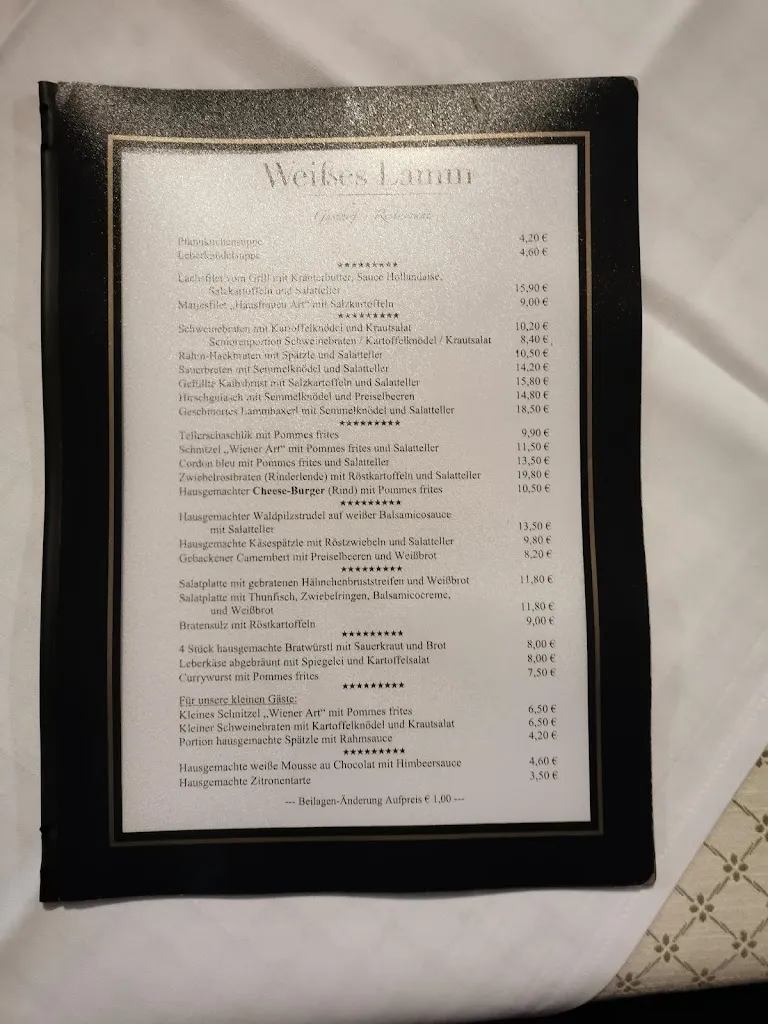 Weißes Lamm
Gasthof - Restaurant
Pfannkuchensuppe 4,20 €
Leberknödelsuppe 4,60 €
*********
Lachsfilet vom Grill mit Kräuterbutter, Sauce Hollandaise,
Salzkartoffeln und Salatteller 15,90 €
Matjesfilet „Hausfrauen Art“ mit Salzkartoffeln 9,00 €
*********
Schweinebraten mit Kartoffelknödel und Krautsalat 10,20 €
Seniorenportion Schweinebraten / Kartoffelknödel / Krautsalat 8,40 €
Rahm-Hackbraten mit Spätzle und Salatteller 10,50 €
Sauerbraten mit Semmelknödel und Salatteller 14,20 €
Gefüllte Kalbsbrust mit Salzkartoffeln und Salatteller 15,80 €
Hirschgulasch mit Semmelknödel und Preiselbeeren 14,80 €
Geschmortes Lammhaxerl mit Semmelknödel und Salatteller 18,50 €
*********
Tellerschaschlik mit Pommes frites 9,90 €
Schnitzel „Wiener Art“ mit Pommes frites und Salatteller 11,50 €
Cordon bleu mit Pommes frites und Salatteller 13,50 €
Zwiebelrostbraten (Rinderlende) mit Röstkartoffeln und Salatteller 19,80 €
Hausgemachter Cheese-Burger (Rind) mit Pommes frites 10,50 €
*********
Hausgemachter Waldpilzstrudel auf weißer Balsamicosauce
mit Salatteller 13,50 €
Hausgemachte Käsespätzle mit Röstzwiebeln und Salatteller 9,80 €
Gebackener Camembert mit Preiselbeeren und Weißbrot 8,20 €
*********
Salatplatte mit gebratenen Hähnchenbruststreifen und Weißbrot 11,80 €
Salatplatte mit Thunfisch, Zwiebelringen, Balsamicocreme,
und Weißbrot 11,80 €
Bratensulz mit Röstkartoffeln 9,00 €
*********
4 Stück hausgemachte Bratwürstl mit Sauerkraut und Brot 8,00 €
Leberkäse abgebräunt mit Spiegelei und Kartoffelsalat 8,00 €
Currywurst mit Pommes frites 7,50 €
*********
Für unsere kleinen Gäste:
Kleines Schnitzel „Wiener Art“ mit Pommes frites 6,50 €
Kleiner Schweinebraten mit Kartoffelknödel und Krautsalat 6,50 €
Portion hausgemachte Spätzle mit Rahmsauce 4,20 €
*********
Hausgemachte weiße Mousse au Chocolat mit Himbeersauce 4,60 €
Hausgemachte Zitronentarte 3,50 €
--- Beilagen-Änderung Aufpreis € 1,00 ---